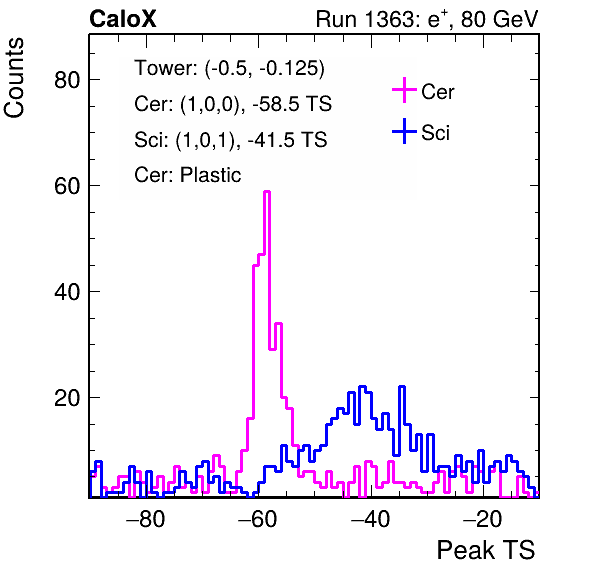 CaloX Run 1363: e⁺, 80 GeV
Counts
Tower: (-0.5, -0.125)
Cer: (1,0,0), -58.5 TS
Sci: (1,0,1), -41.5 TS
Cer: Plastic
Cer
Sci
80
60
40
20
−80 −60 −40 −20
Peak TS